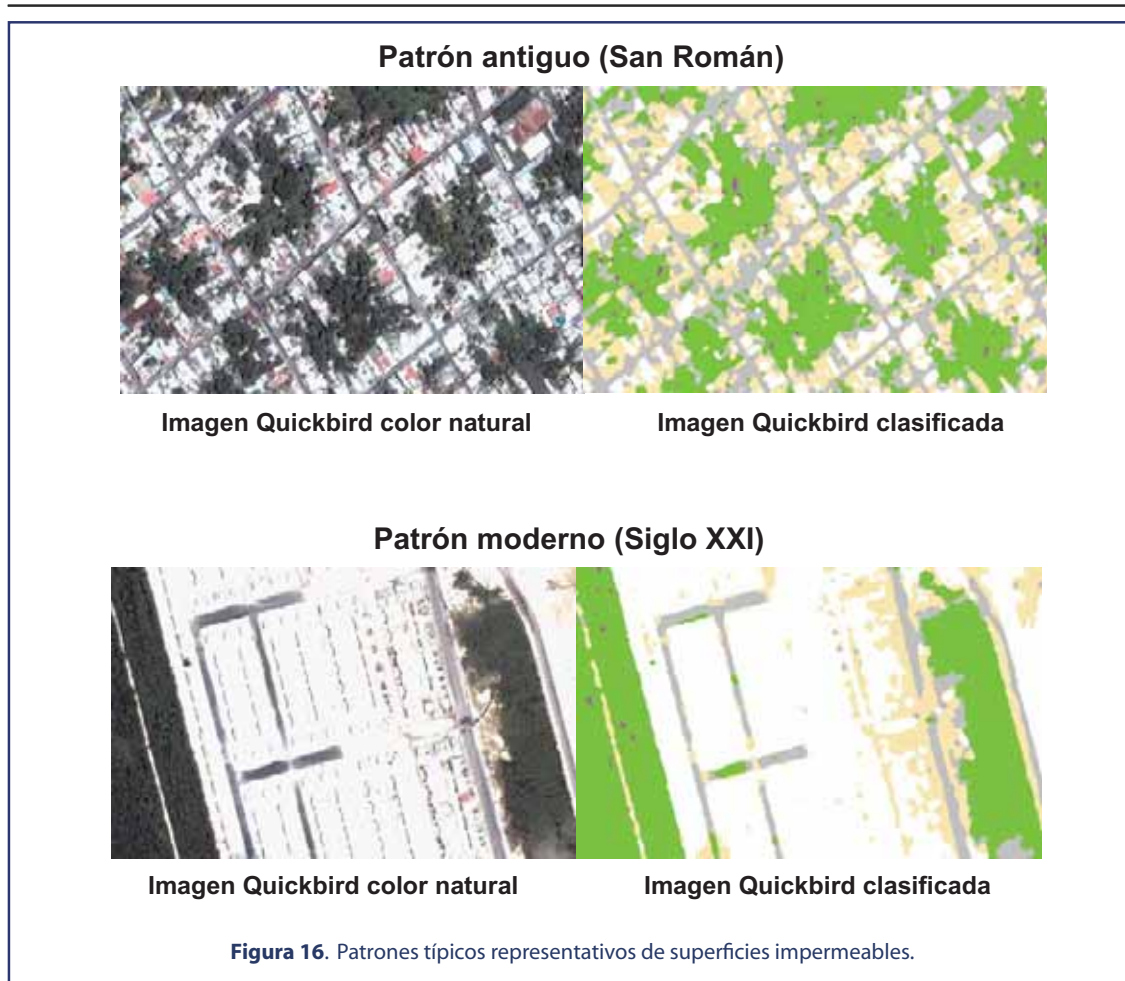 Patrón antiguo (San Román)
Imagen Quickbird color natural
Imagen Quickbird clasificada
Patrón moderno (Siglo XXI)
Imagen Quickbird color natural
Imagen Quickbird clasificada
Figura 16. Patrones típicos representativos de superficies impermeables.